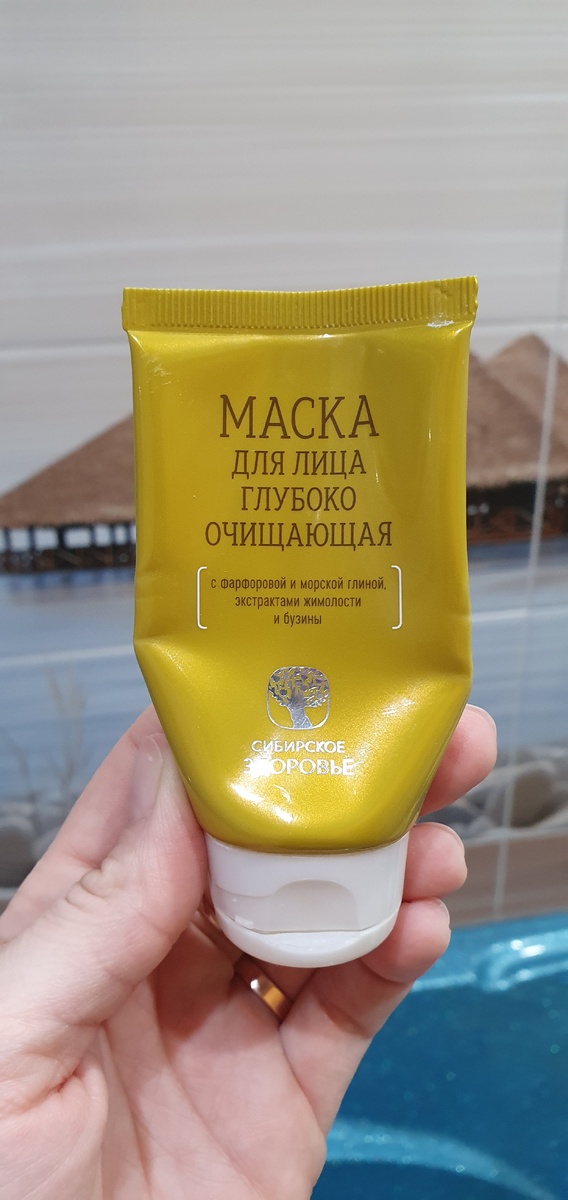 МАСКА
ДЛЯ ЛИЦА
ГЛУБОКО
ОЧИЩАЮЩАЯ
с фарфоровой и морской глиной,
экстрактами жимолости
и бузины
СИБИРСКОЕ
ЗДОРОВЬЕ